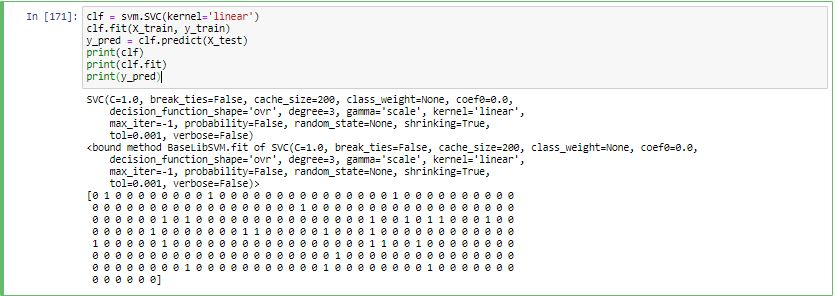 In [171]:
clf = svm.SVC(kernel='linear')
clf.fit(X_train, y_train)
y_pred = clf.predict(X_test)
print(clf)
print(clf.fit)
print(y_pred)
SVC(C=1.0, break_ties=False, cache_size=200, class_weight=None, coef0=0.0,
decision_function_shape='ovr', degree=3, gamma='scale', kernel='linear',
max_iter=-1, probability=False, random_state=None, shrinking=True,
tol=0.001, verbose=False)
<bound method BaseLibSVM.fit of SVC(C=1.0, break_ties=False, cache_size=200, class_weight=None, coef0=0.0,
decision_function_shape='ovr', degree=3, gamma='scale', kernel='linear',
max_iter=-1, probability=False, random_state=None, shrinking=True,
tol=0.001, verbose=False)>
[0 1 0 0 0 0 0 0 0 0 1 0 0 0 0 0 0 0 0 0 0 0 0 0 0 0 1 0 0 0 0 0 0 0 0 0 0
0 0 0 0 0 0 0 0 0 0 0 0 0 0 0 0 0 0 1 0 0 0 0 0 0 0 0 0 0 0 0 0 0 0 0 0 0
0 0 0 0 0 0 1 0 1 0 0 0 0 0 0 0 0 0 0 0 0 0 0 0 1 0 0 1 0 1 1 0 0 0 1 0 0
0 0 0 0 0 1 0 0 0 0 0 0 0 1 1 0 0 0 0 0 1 0 0 0 1 0 0 0 0 0 0 0 0 0 0 0 0
1 0 0 0 0 0 1 0 0 0 0 0 0 0 0 0 0 0 0 0 0 0 0 0 1 1 0 0 1 0 0 0 0 0 0 0 0
0 0 0 0 0 0 0 0 0 0 0 0 0 0 0 0 0 0 0 0 0 1 0 0 0 0 0 0 0 0 0 0 0 0 0 0 0
0 0 0 0 0 0 0 0 1 0 0 0 0 0 0 0 0 0 0 0 1 0 0 0 0 0 0 0 0 1 0 0 0 0 0 0 0
0 0 0 0 0 0]